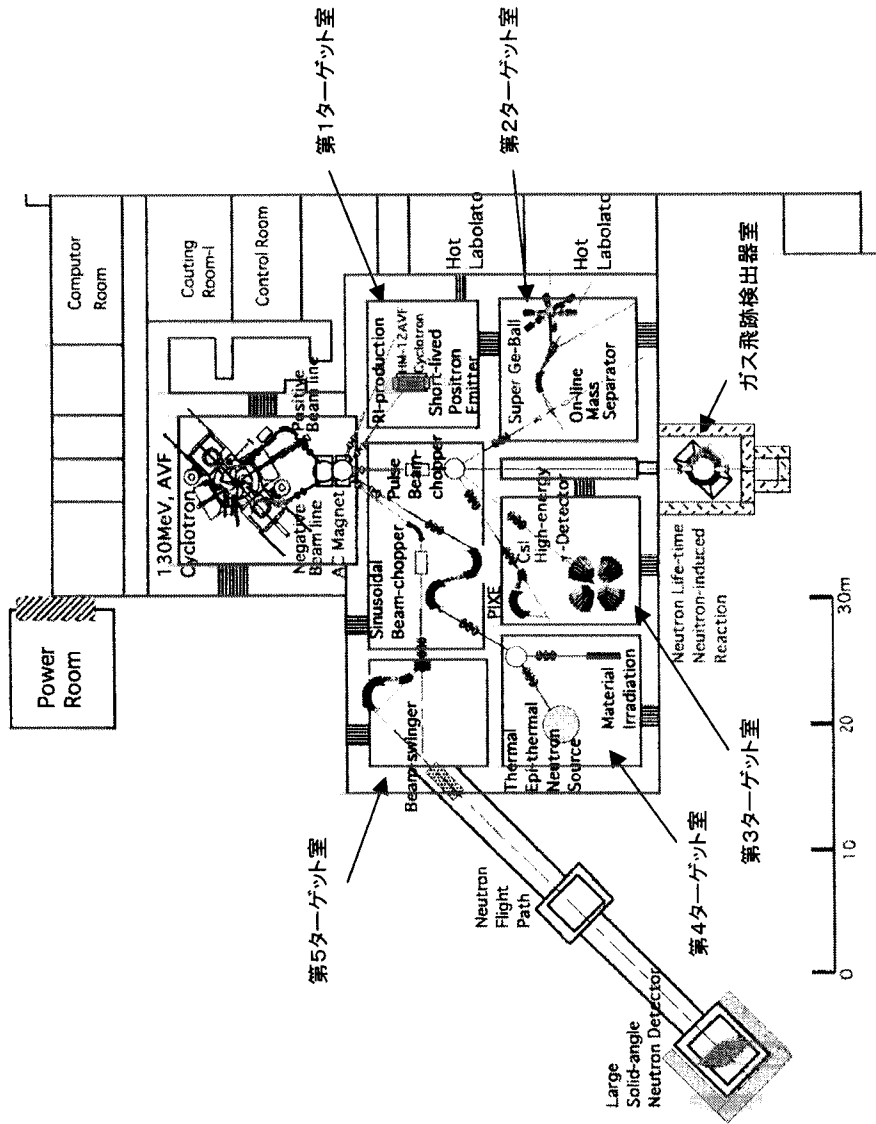 Computor
Room
Couting
Room-I
Control Room
130MeV, AVF
Cyclotron
Positive
Beam line
Negative
Beam line
AC Magnet
Power
Room
第1ターゲット室
第2ターゲット室
Hot
Labolato
Hot
Labolato
RI-production
HM-12AVF
Cyclotron
Short-lived
Positron
Emitter
Super Ge-Ball
On-line
Mass
Separator
Pulse
Beam-
chopper
Sinusoidal
Beam-chopper
PIXE
CsI
High-energy
γ-Detector
Beam-swinger
Thermal
Epi-thermal
Neutron
Source
Material
Irradiation
ガス飛跡検出器室
Neutron Life-time
Neuitron-induced
Reaction
第5ターゲット室
第4ターゲット室
第3ターゲット室
Neutron
Flight
Path
Large
Solid-angle
Neutron Detector
0
10
20
30m